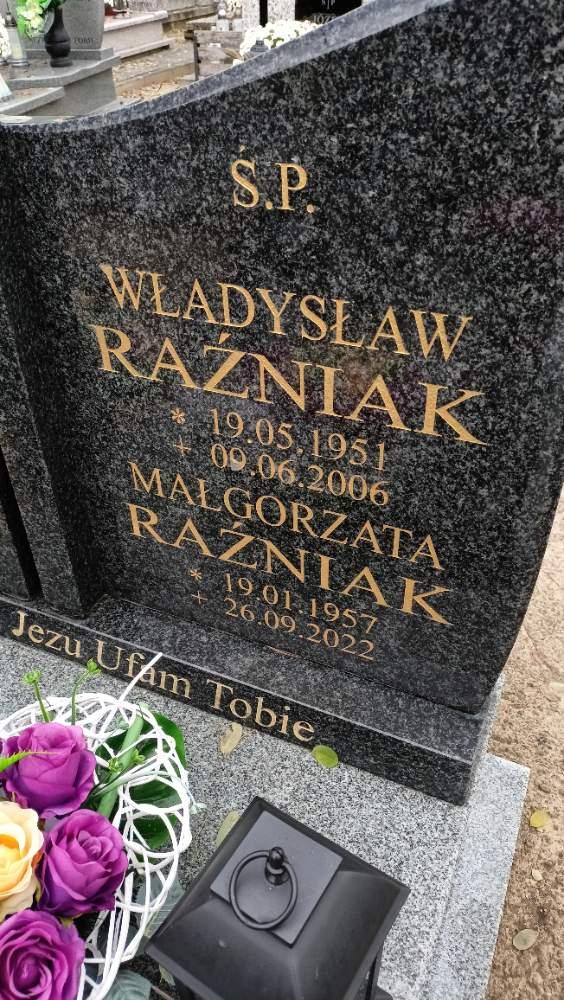 Ś.P.
WŁADYSŁAW
RAŹNIAK
* 19.05.1951
+ 09.06.2006
MAŁGORZATA
RAŹNIAK
* 19.01.1957
+ 26.09.2022
Jezu Ufam Tobie